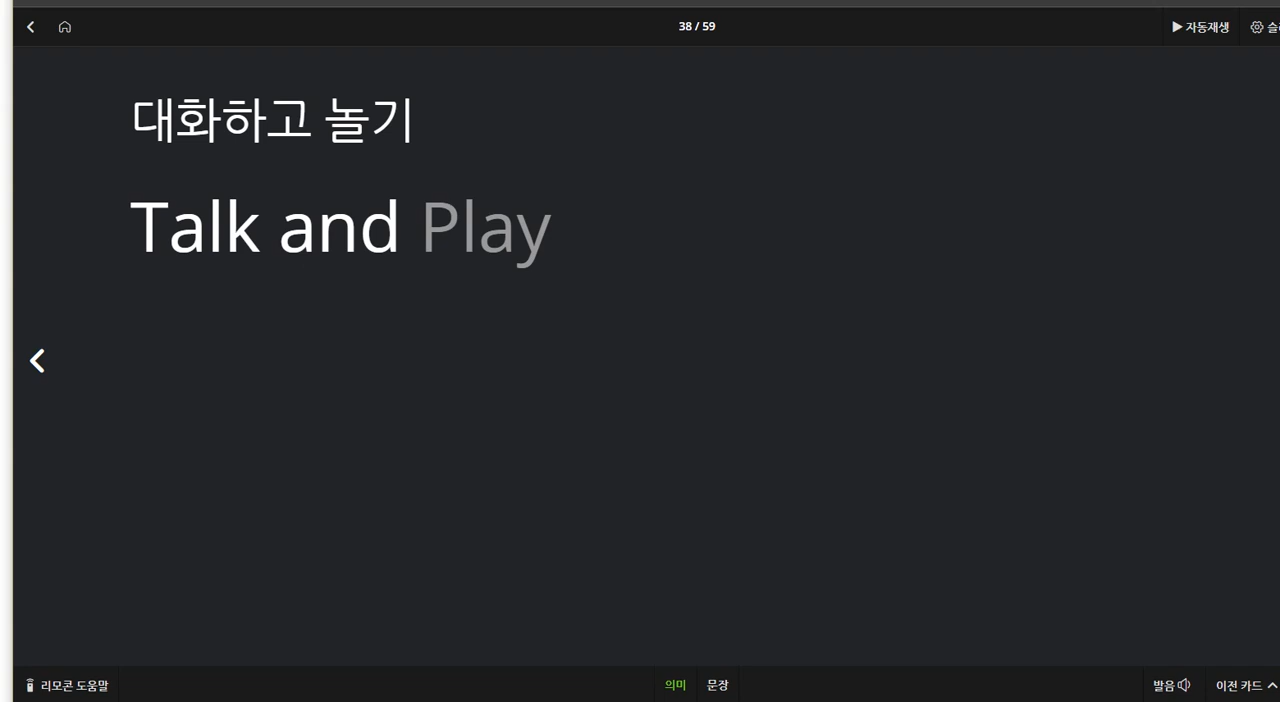 38 / 59
자동재생
대화하고 놀기
Talk and Play
리모콘 도움말
의미
문장
발음
이전 카드